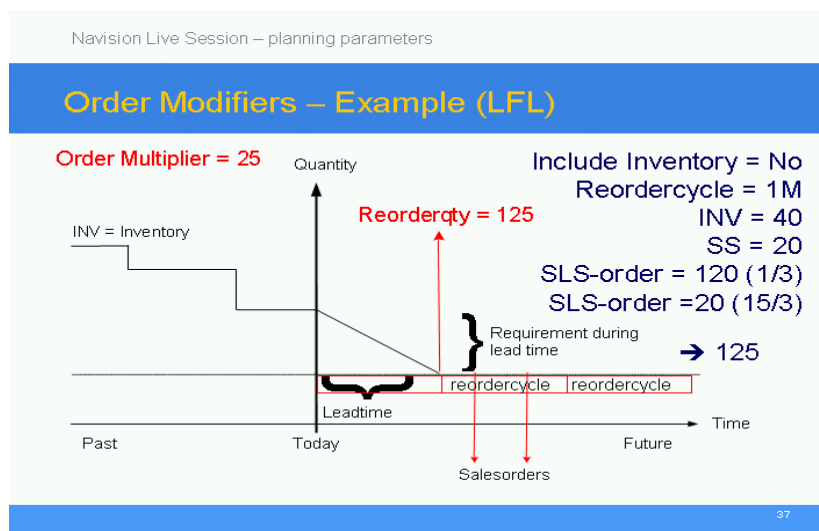 Navision Live Session – planning parameters
Order Modifiers – Example (LFL)
Order Multiplier = 25
Quantity
Include Inventory = No
Reordercycle = 1M
INV = 40
SS = 20
SLS-order = 120 (1/3)
SLS-order =20 (15/3)
➔ 125
Reorderqty = 125
INV = Inventory
Requirement during
lead time
reordercycle
reordercycle
Leadtime
Time
Past
Today
Future
Salesorders
37